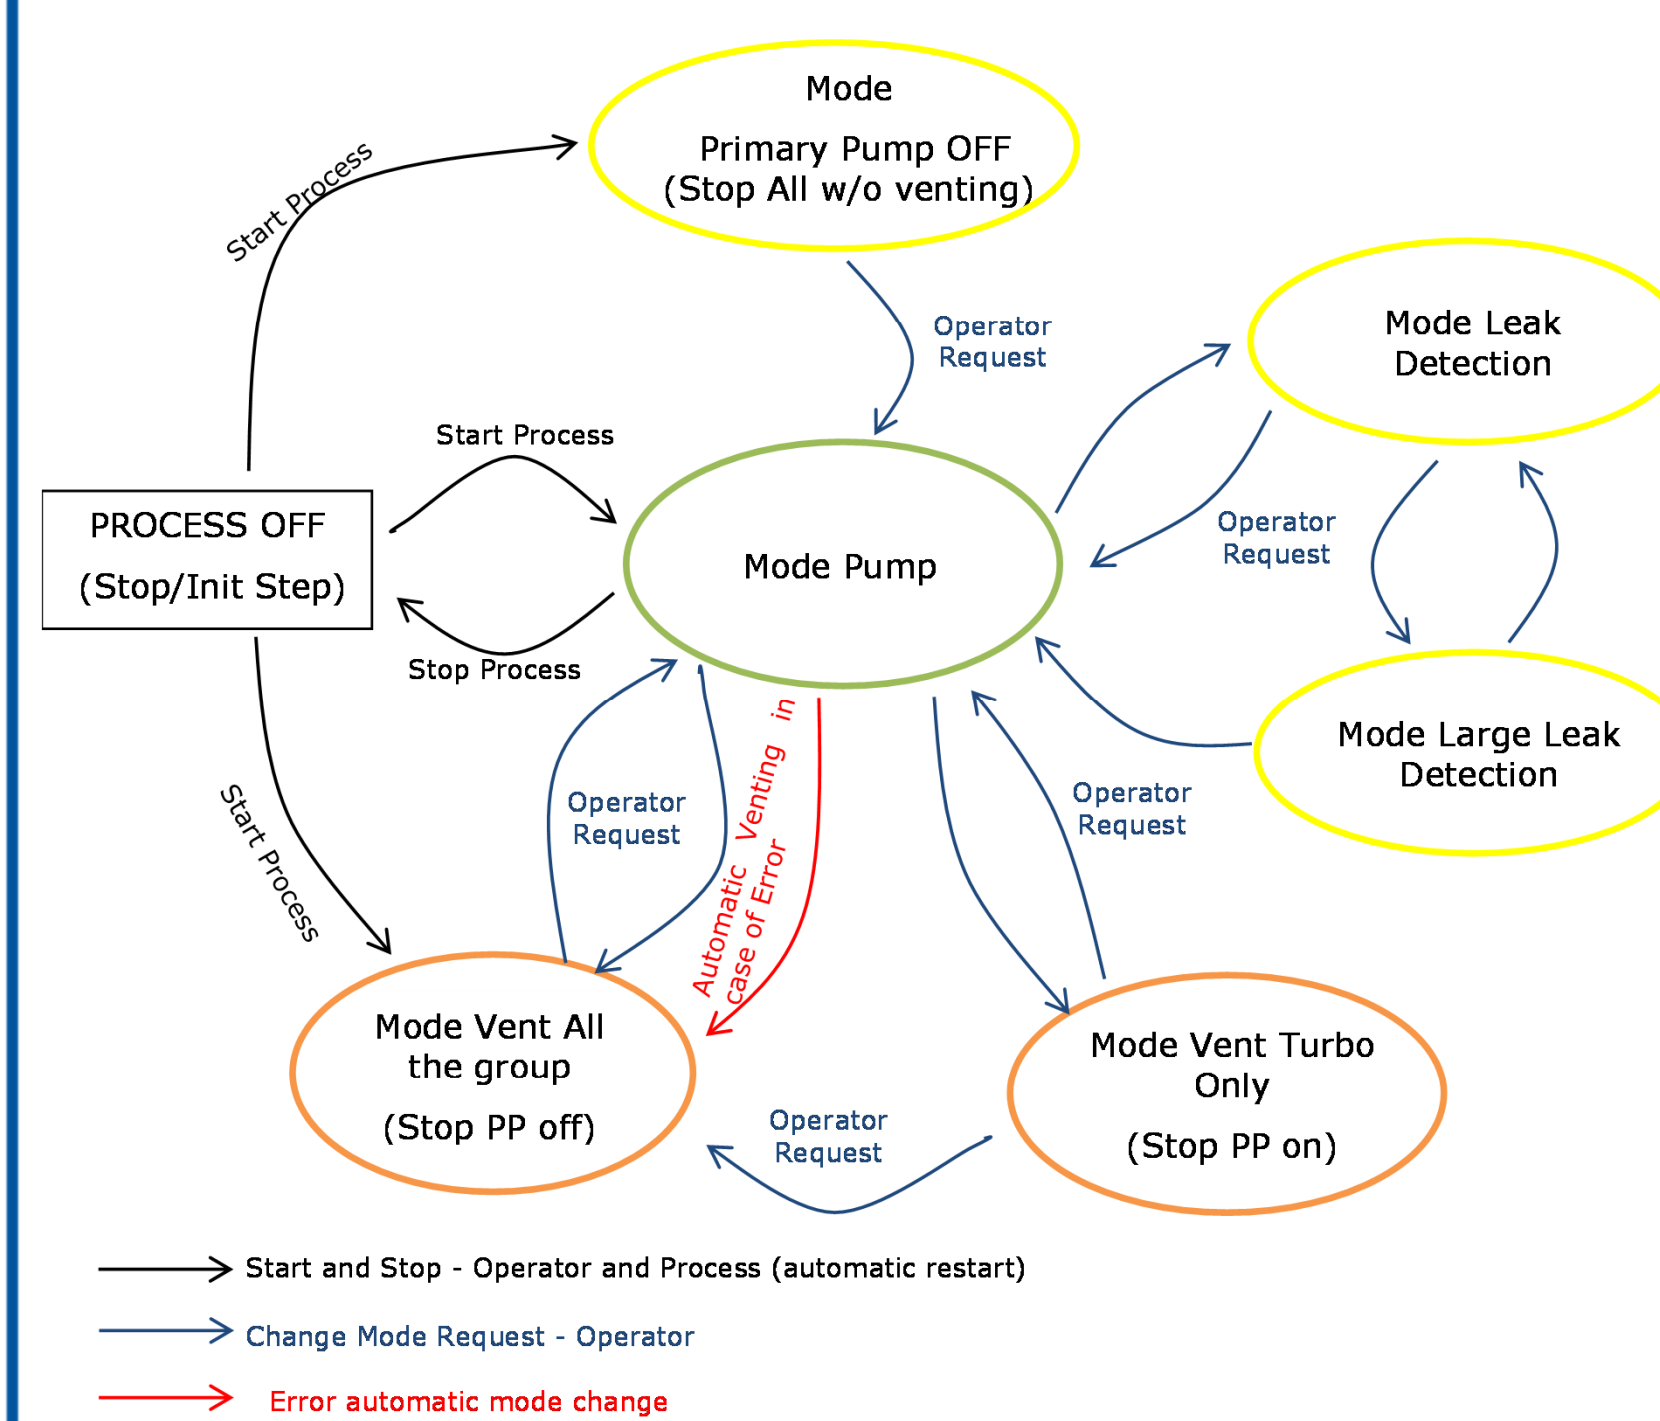 Mode
Primary Pump OFF
(Stop All w/o venting)
Start Process
Operator
Request
Mode Leak
Detection
Start Process
PROCESS OFF
(Stop/Init Step)
Mode Pump
Operator
Request
Stop Process
Mode Large Leak
Detection
Operator
Request
Automatic Venting in
case of Error
Operator
Request
Start Process
Mode Vent All
the group
(Stop PP off)
Mode Vent Turbo
Only
(Stop PP on)
Operator
Request
Start and Stop - Operator and Process (automatic restart)
Change Mode Request - Operator
Error automatic mode change